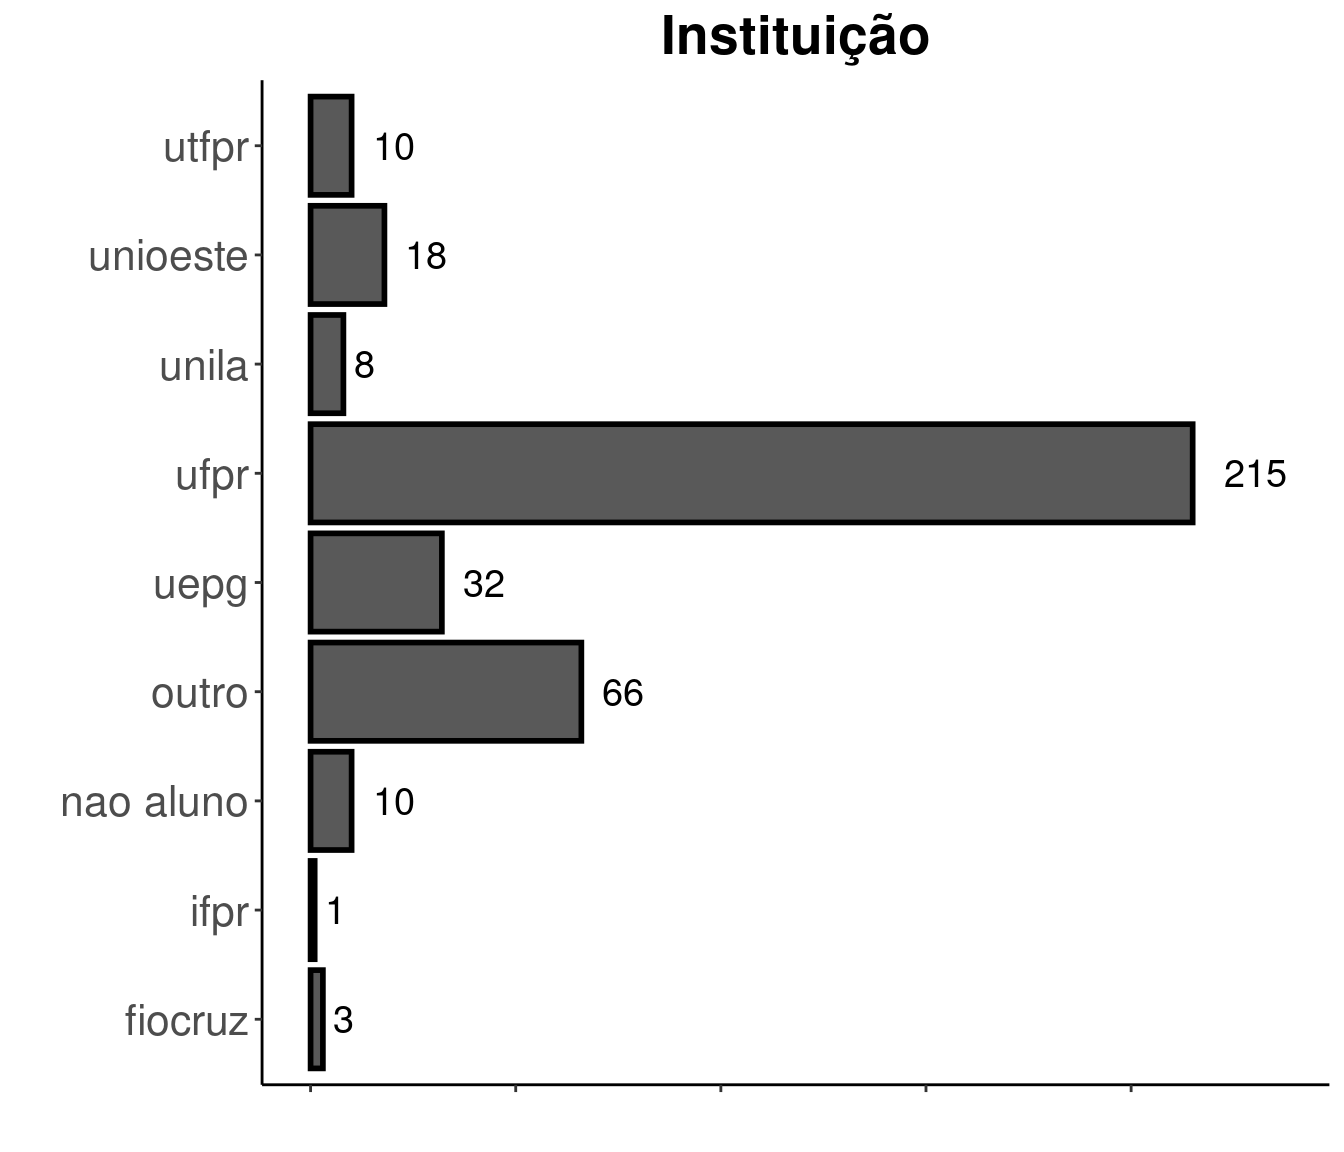 Instituição
utfpr 10
unioeste 18
unila 8
ufpr 215
uepg 32
outro 66
nao aluno 10
ifpr 1
fiocruz 3